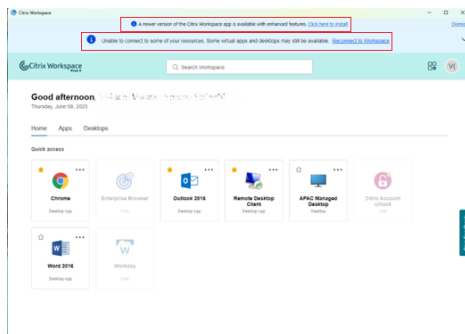 Citrix Workspace
A newer version of the Citrix Workspace app is available with enhanced features. Click here to install
Unable to connect to some of your resources. Some virtual apps and desktops may still be available. Reconnect to Workspace
Citrix Workspace
Search Workspace
Good afternoon
Thursday, June 08, 2023
Home Apps Desktops
Quick access
Chrome
Desktop App
Enterprise Browser
Outlook 2016
Desktop App
Remote Desktop Client
Desktop App
APAC Managed Desktop
Desktop
Citrix Account Unlock
Word 2016
Desktop App
Workday